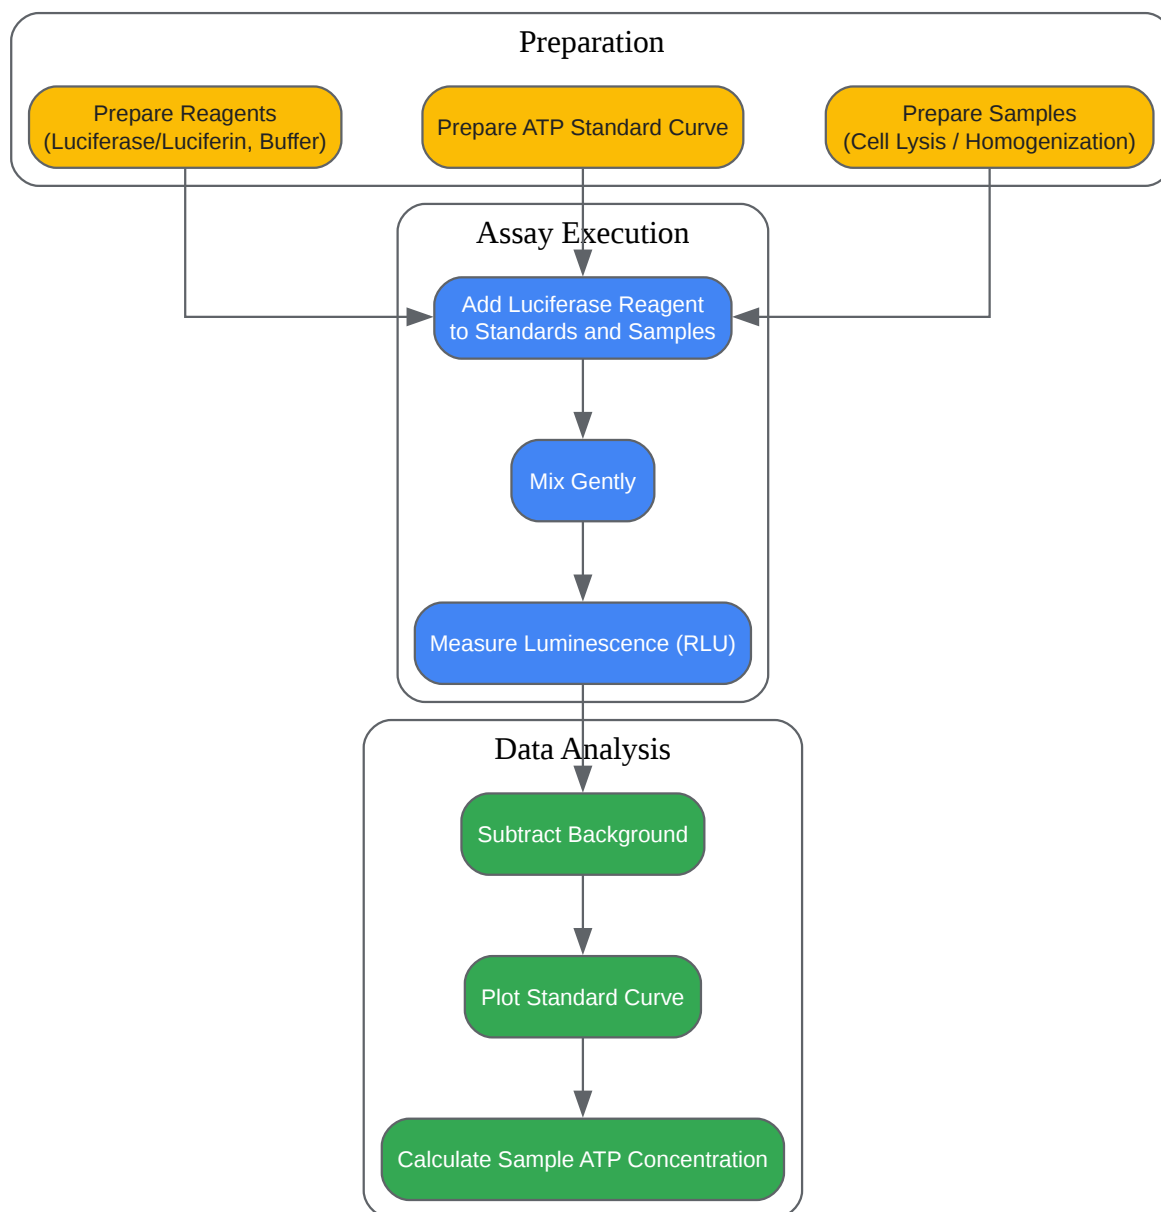 Preparation
Prepare Reagents
(Luciferase/Luciferin, Buffer)
Prepare ATP Standard Curve
Prepare Samples
(Cell Lysis / Homogenization)
Assay Execution
Add Luciferase Reagent
to Standards and Samples
Mix Gently
Measure Luminescence (RLU)
Data Analysis
Subtract Background
Plot Standard Curve
Calculate Sample ATP Concentration